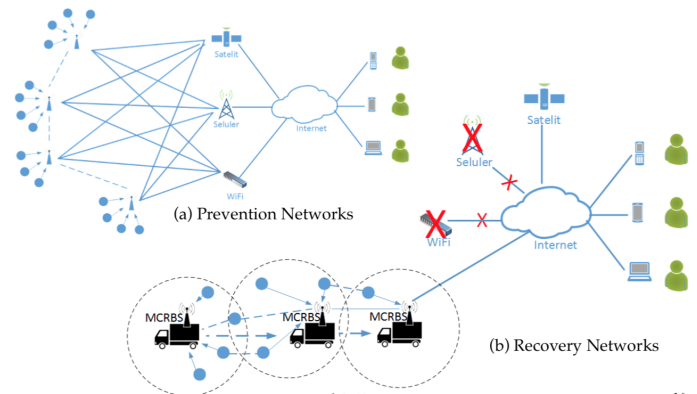 Satelit
Seluler
Internet
WiFi
(a) Prevention Networks
Satelit
Seluler
WiFi
Internet
MCRBS
MCRBS
MCRBS
(b) Recovery Networks